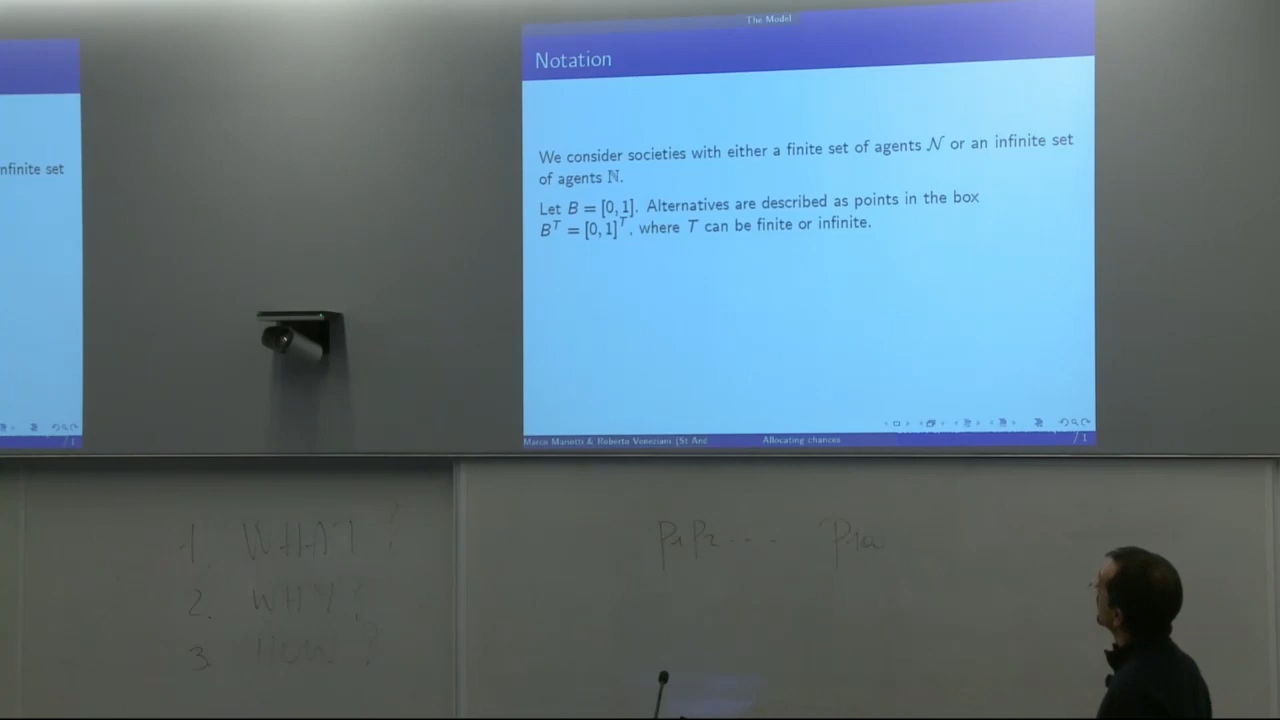 The Model
Notation
nfinite set
We consider societies with either a finite set of agents 𝒩 or an infinite set
of agents ℕ.
Let B = [0, 1]. Alternatives are described as points in the box
B^T = [0, 1]^T, where T can be finite or infinite.
Marco Mariotti & Roberto Veneziani (St And
Allocating chances
/ 1
/ 1
1. WHAT?
2. WHY?
3. HOW?
P1 P2 ....